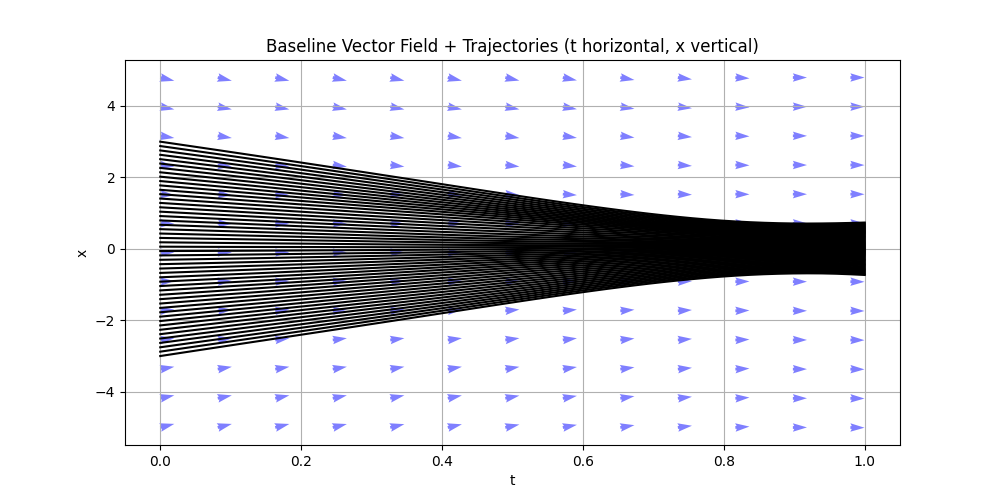 Baseline Vector Field + Trajectories (t horizontal, x vertical)
4
2
0
−2
−4
x
0.0 0.2 0.4 0.6 0.8 1.0
t